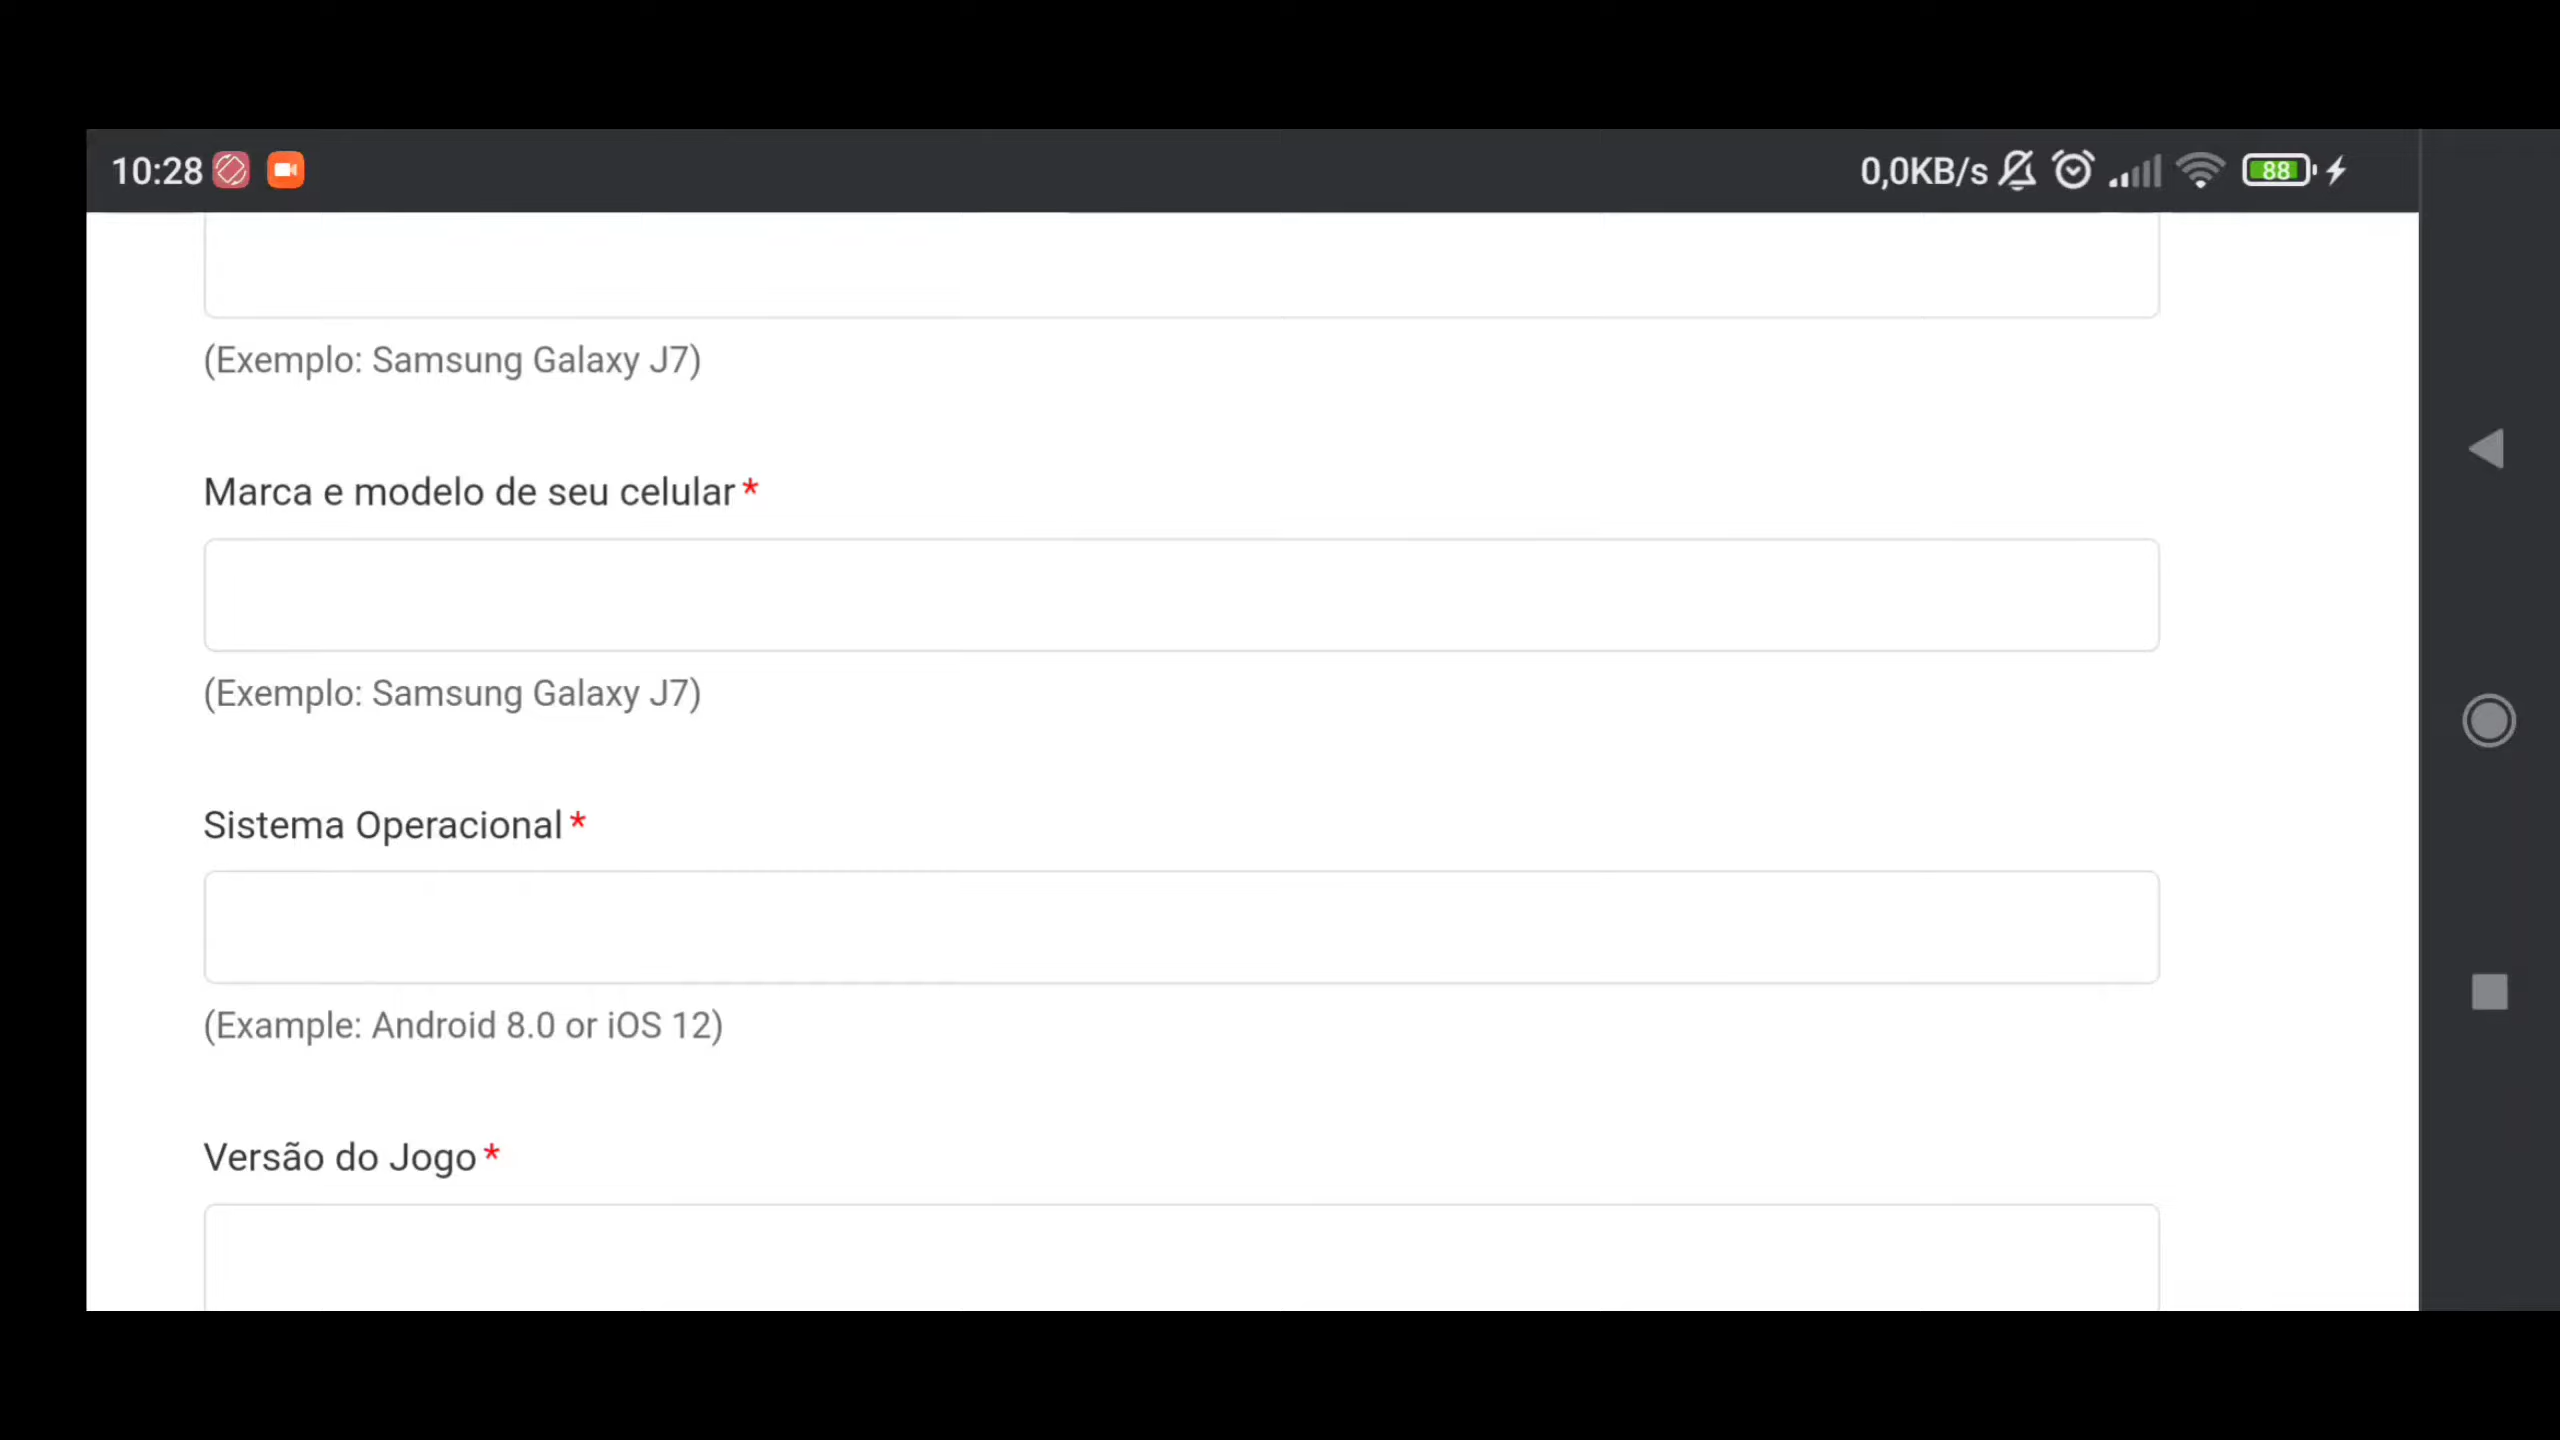 10:28
0,0KB/s 88
(Exemplo: Samsung Galaxy J7)
Marca e modelo de seu celular*
(Exemplo: Samsung Galaxy J7)
Sistema Operacional*
(Example: Android 8.0 or iOS 12)
Versão do Jogo*